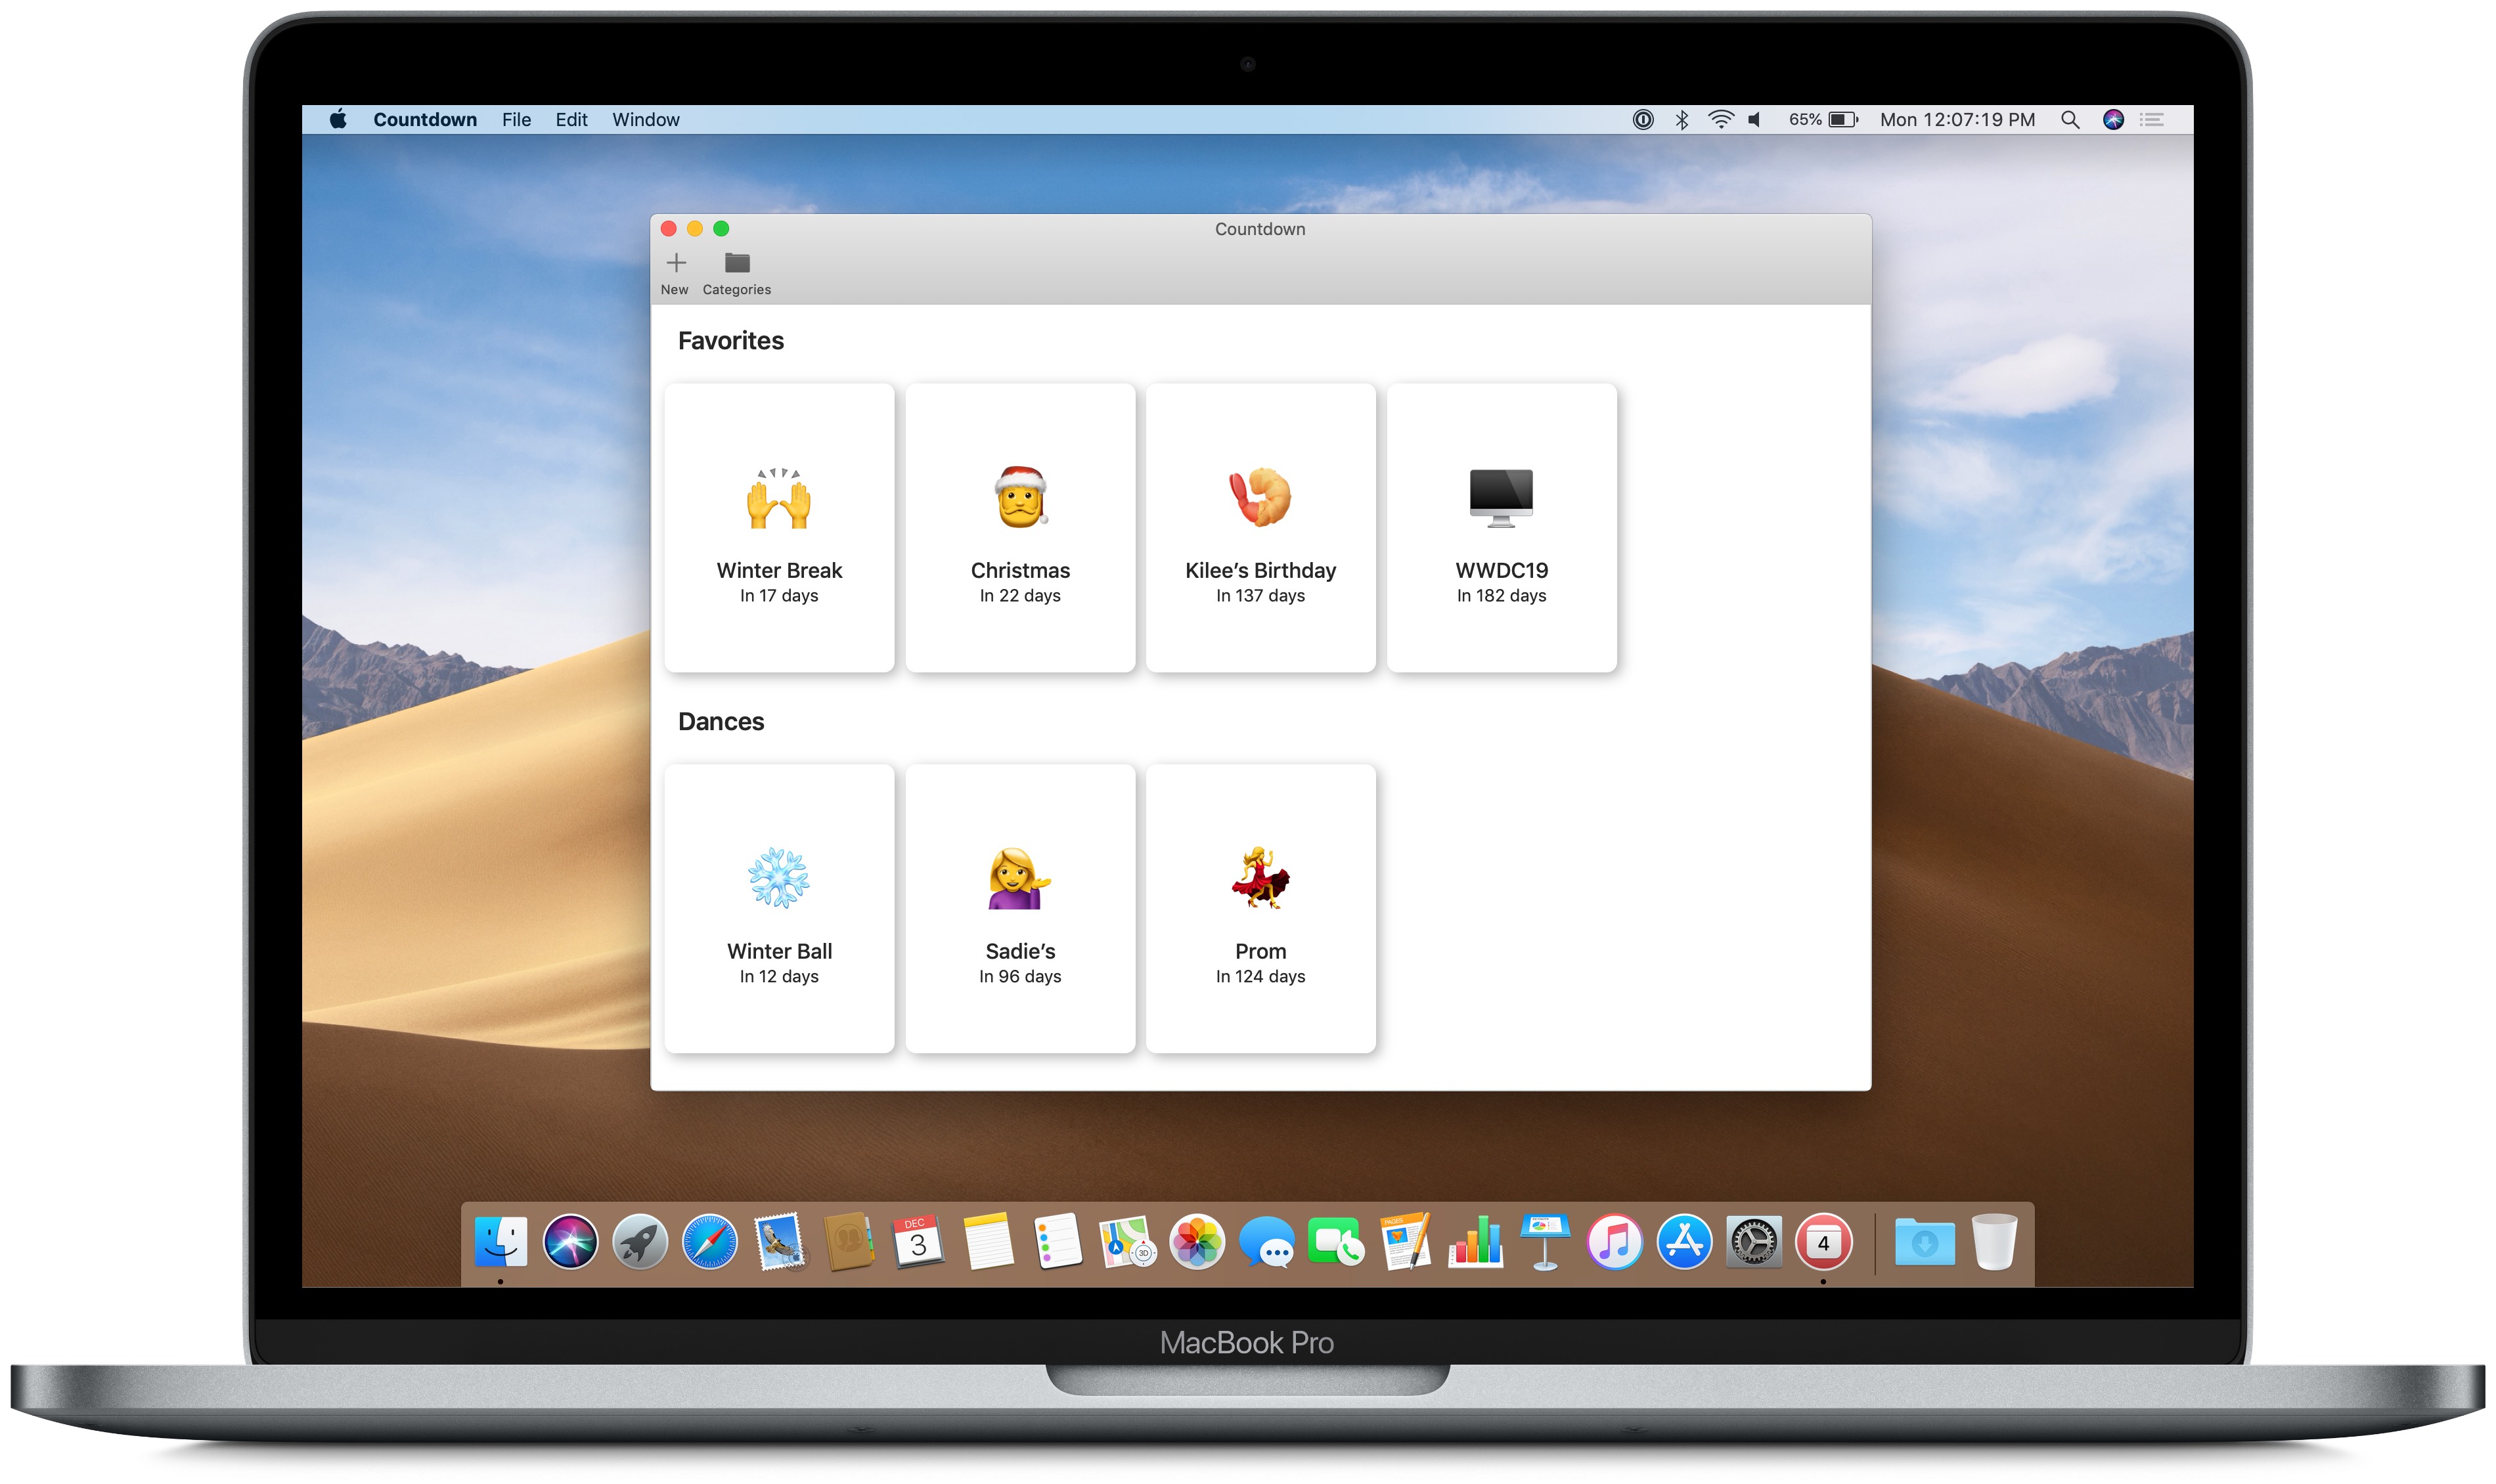 Countdown File Edit Window 65% Mon 12:07:19 PM
Countdown
New Categories
Favorites
Winter Break Christmas Kilee’s Birthday WWDC19
In 17 days In 22 days In 137 days In 182 days
Dances
Winter Ball Sadie’s Prom
In 12 days In 96 days In 124 days
DEC
3
3D
PAGES
4
MacBook Pro